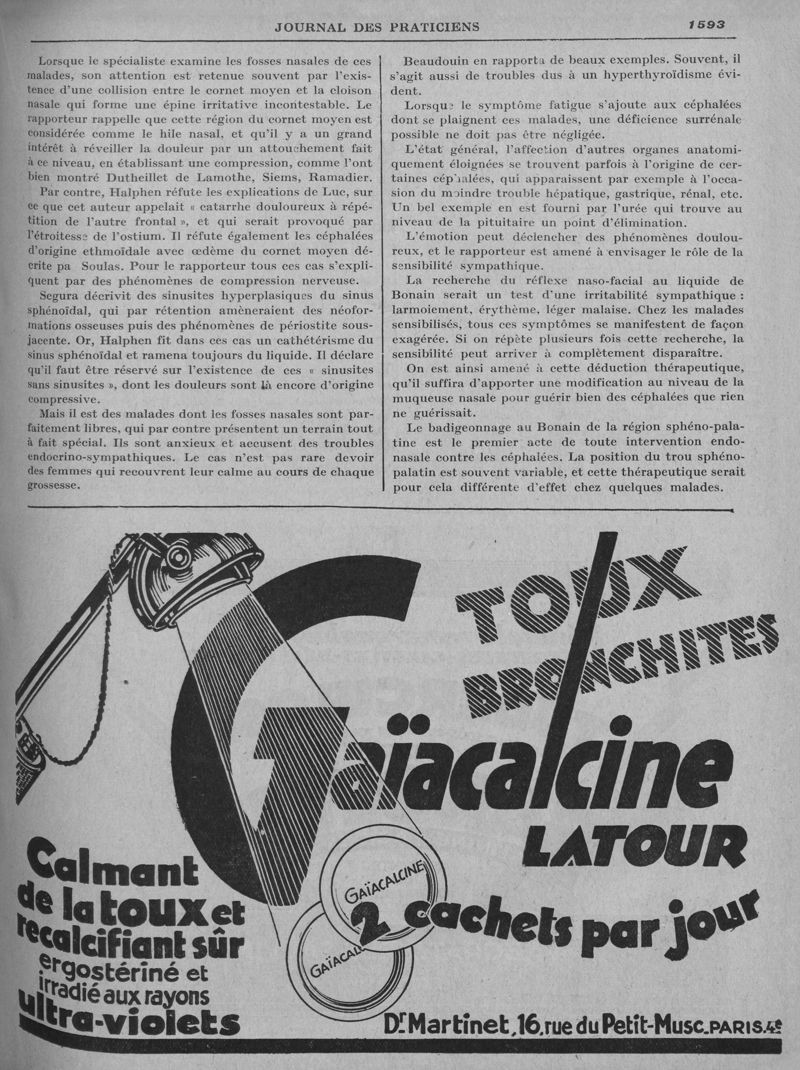 JOURNAL DES PRATICIENS
1593
Lorsque le spécialiste examine les fosses nasales de ces
malades, son attention est retenue souvent par l'exis-
tence d'une collision entre le cornet moyen et la cloison
nasale qui forme une épine irritative incontestable. Le
rapporteur rappelle que cette région du cornet moyen est
considérée comme le hile nasal, et qu'il y a un grand
intérêt à réveiller la douleur par un attouchement fait
à ce niveau, en établissant une compression, comme l'ont
bien montré Dutheillet de Lamothe, Siems, Ramadier.
Par contre, Halphen réfute les explications de Luc, sur
ce que cet auteur appelait « catarrhe douloureux à répé-
tition de l'autre frontal », et qui serait provoqué par
l'étroitesse de l'ostium. Il réfute également les céphalées
d'origine ethmoïdale avec œdème du cornet moyen dé-
crite pa Soulas. Pour le rapporteur tous ces cas s'expli-
quent par des phénomènes de compression nerveuse.
Segura décrivit des sinusites hyperplasiques du sinus
sphénoïdal, qui par rétention amèneraient des néofor-
mations osseuses puis des phénomènes de périostite sous-
jacente. Or, Halphen fit dans ces cas un cathétérisme du
sinus sphénoïdal et ramena toujours du liquide. Il déclare
qu'il faut être réservé sur l'existence de ces « sinusites
sans sinusites », dont les douleurs sont là encore d'origine
compressive.
Mais il est des malades dont les fosses nasales sont par-
faitement libres, qui par contre présentent un terrain tout
à fait spécial. Ils sont anxieux et accusent des troubles
endocrino-sympathiques. Le cas n'est pas rare devoir
des femmes qui recouvrent leur calme au cours de chaque
grossesse.
Beaudouin en rapporta de beaux exemples. Souvent, il
s'agit aussi de troubles dus à un hyperthyroïdisme évi-
dent.
Lorsque le symptôme fatigue s'ajoute aux céphalées
dont se plaignent ces malades, une déficience surrénale
possible ne doit pas être négligée.
L'état général, l'affection d'autres organes anatomi-
quement éloignées se trouvent parfois à l'origine de cer-
taines céphalées, qui apparaissent par exemple à l'occa-
sion du moindre trouble hépatique, gastrique, rénal, etc.
Un bel exemple en est fourni par l'urée qui trouve au
niveau de la pituitaire un point d'élimination.
L'émotion peut déclencher des phénomènes doulou-
reux, et le rapporteur est amené à envisager le rôle de la
sensibilité sympathique.
La recherche du réflexe naso-facial au liquide de
Bonain serait un test d'une irritabilité sympathique :
larmoiement, érythème, léger malaise. Chez les malades
sensibilisés, tous ces symptômes se manifestent de façon
exagérée. Si on répète plusieurs fois cette recherche, la
sensibilité peut arriver à complètement disparaître.
On est ainsi amené à cette déduction thérapeutique,
qu'il suffira d'apporter une modification au niveau de la
muqueuse nasale pour guérir bien des céphalées que rien
ne guérissait.
Le badigeonnage au Bonain de la région sphéno-pala-
tine est le premier acte de toute intervention endo-
nasale contre les céphalées. La position du trou sphéno-
palatin est souvent variable, et cette thérapeutique serait
pour cela différente d'effet chez quelques malades.
TOUX
BRONCHITES
Gaïacalcine
LATOUR
GAÏACALCINE
GAÏACAL
2 cachets par jour
Calmant
de la toux et
recalcifiant sûr
ergostériné et
irradié aux rayons
ultra-violets
Dr Martinet, 16, rue du Petit-Musc_PARIS.4e